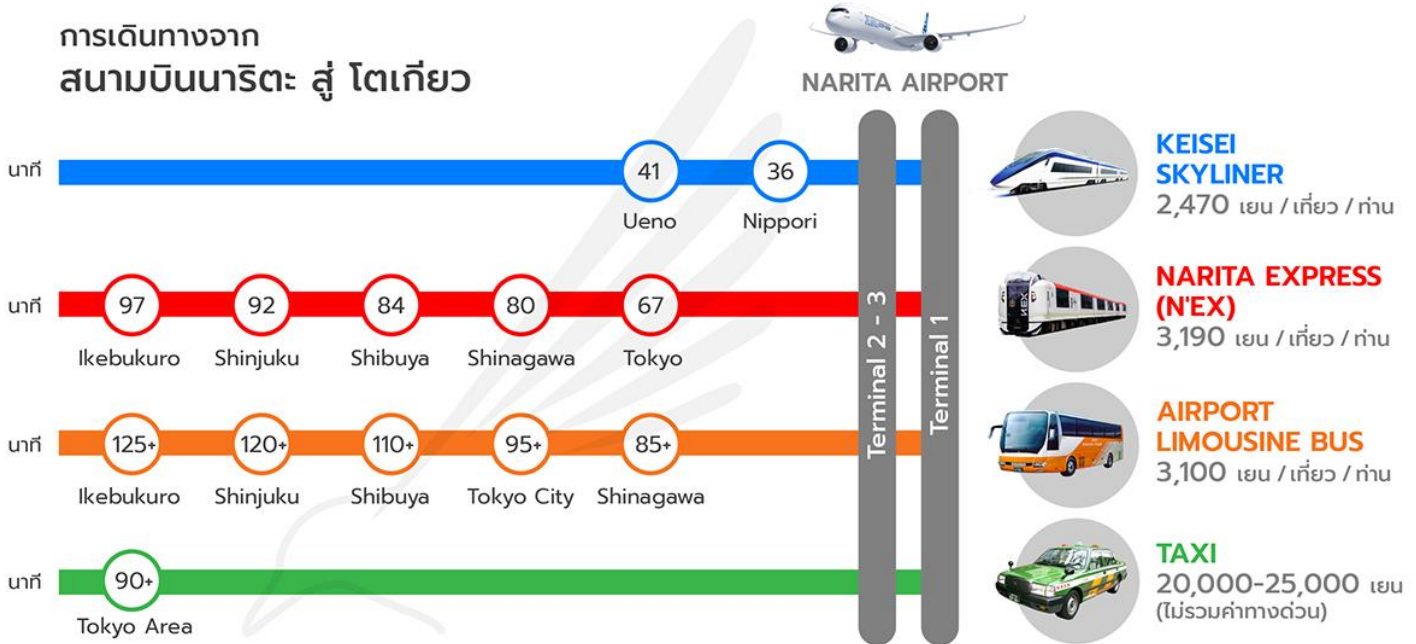 การเดินทางจาก
สนามบินนาริตะ สู่ โตเกียว
NARITA AIRPORT
นาที
41
36
Ueno
Nippori
KEISEI
SKYLINER
2,470 เยน / เที่ยว / ท่าน
นาที
97
92
84
80
67
Ikebukuro
Shinjuku
Shibuya
Shinagawa
Tokyo
NARITA EXPRESS
(N'EX)
3,190 เยน / เที่ยว / ท่าน
Terminal 2 - 3
Terminal 1
นาที
125+
120+
110+
95+
85+
Ikebukuro
Shinjuku
Shibuya
Tokyo City
Shinagawa
AIRPORT
LIMOUSINE BUS
3,100 เยน / เที่ยว / ท่าน
นาที
90+
Tokyo Area
TAXI
20,000-25,000 เยน
(ไม่รวมค่าทางด่วน)